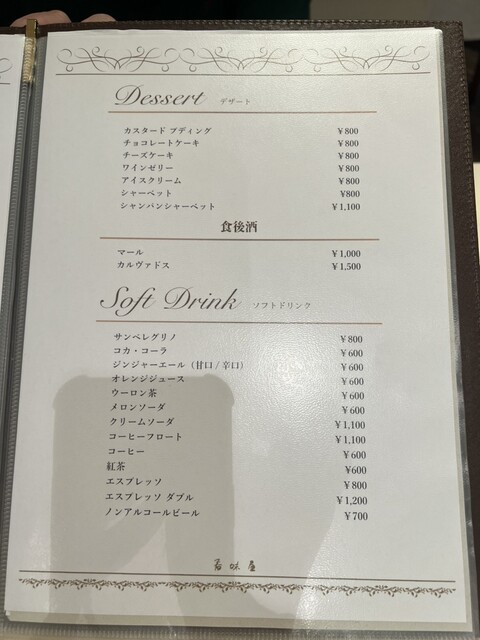 Dessert デザート
カスタード プディング ¥800
チョコレートケーキ ¥800
チーズケーキ ¥800
ワインゼリー ¥800
アイスクリーム ¥800
シャーベット ¥800
シャンパンシャーベット ¥1,100
食後酒
マール ¥1,000
カルヴァドス ¥1,500
Soft Drink ソフトドリンク
サンペレグリノ ¥800
コカ・コーラ ¥600
ジンジャーエール（甘口 / 辛口） ¥600
オレンジジュース ¥600
ウーロン茶 ¥600
メロンソーダ ¥600
クリームソーダ ¥1,100
コーヒーフロート ¥1,100
コーヒー ¥600
紅茶 ¥600
エスプレッソ ¥800
エスプレッソ ダブル ¥1,200
ノンアルコールビール ¥700